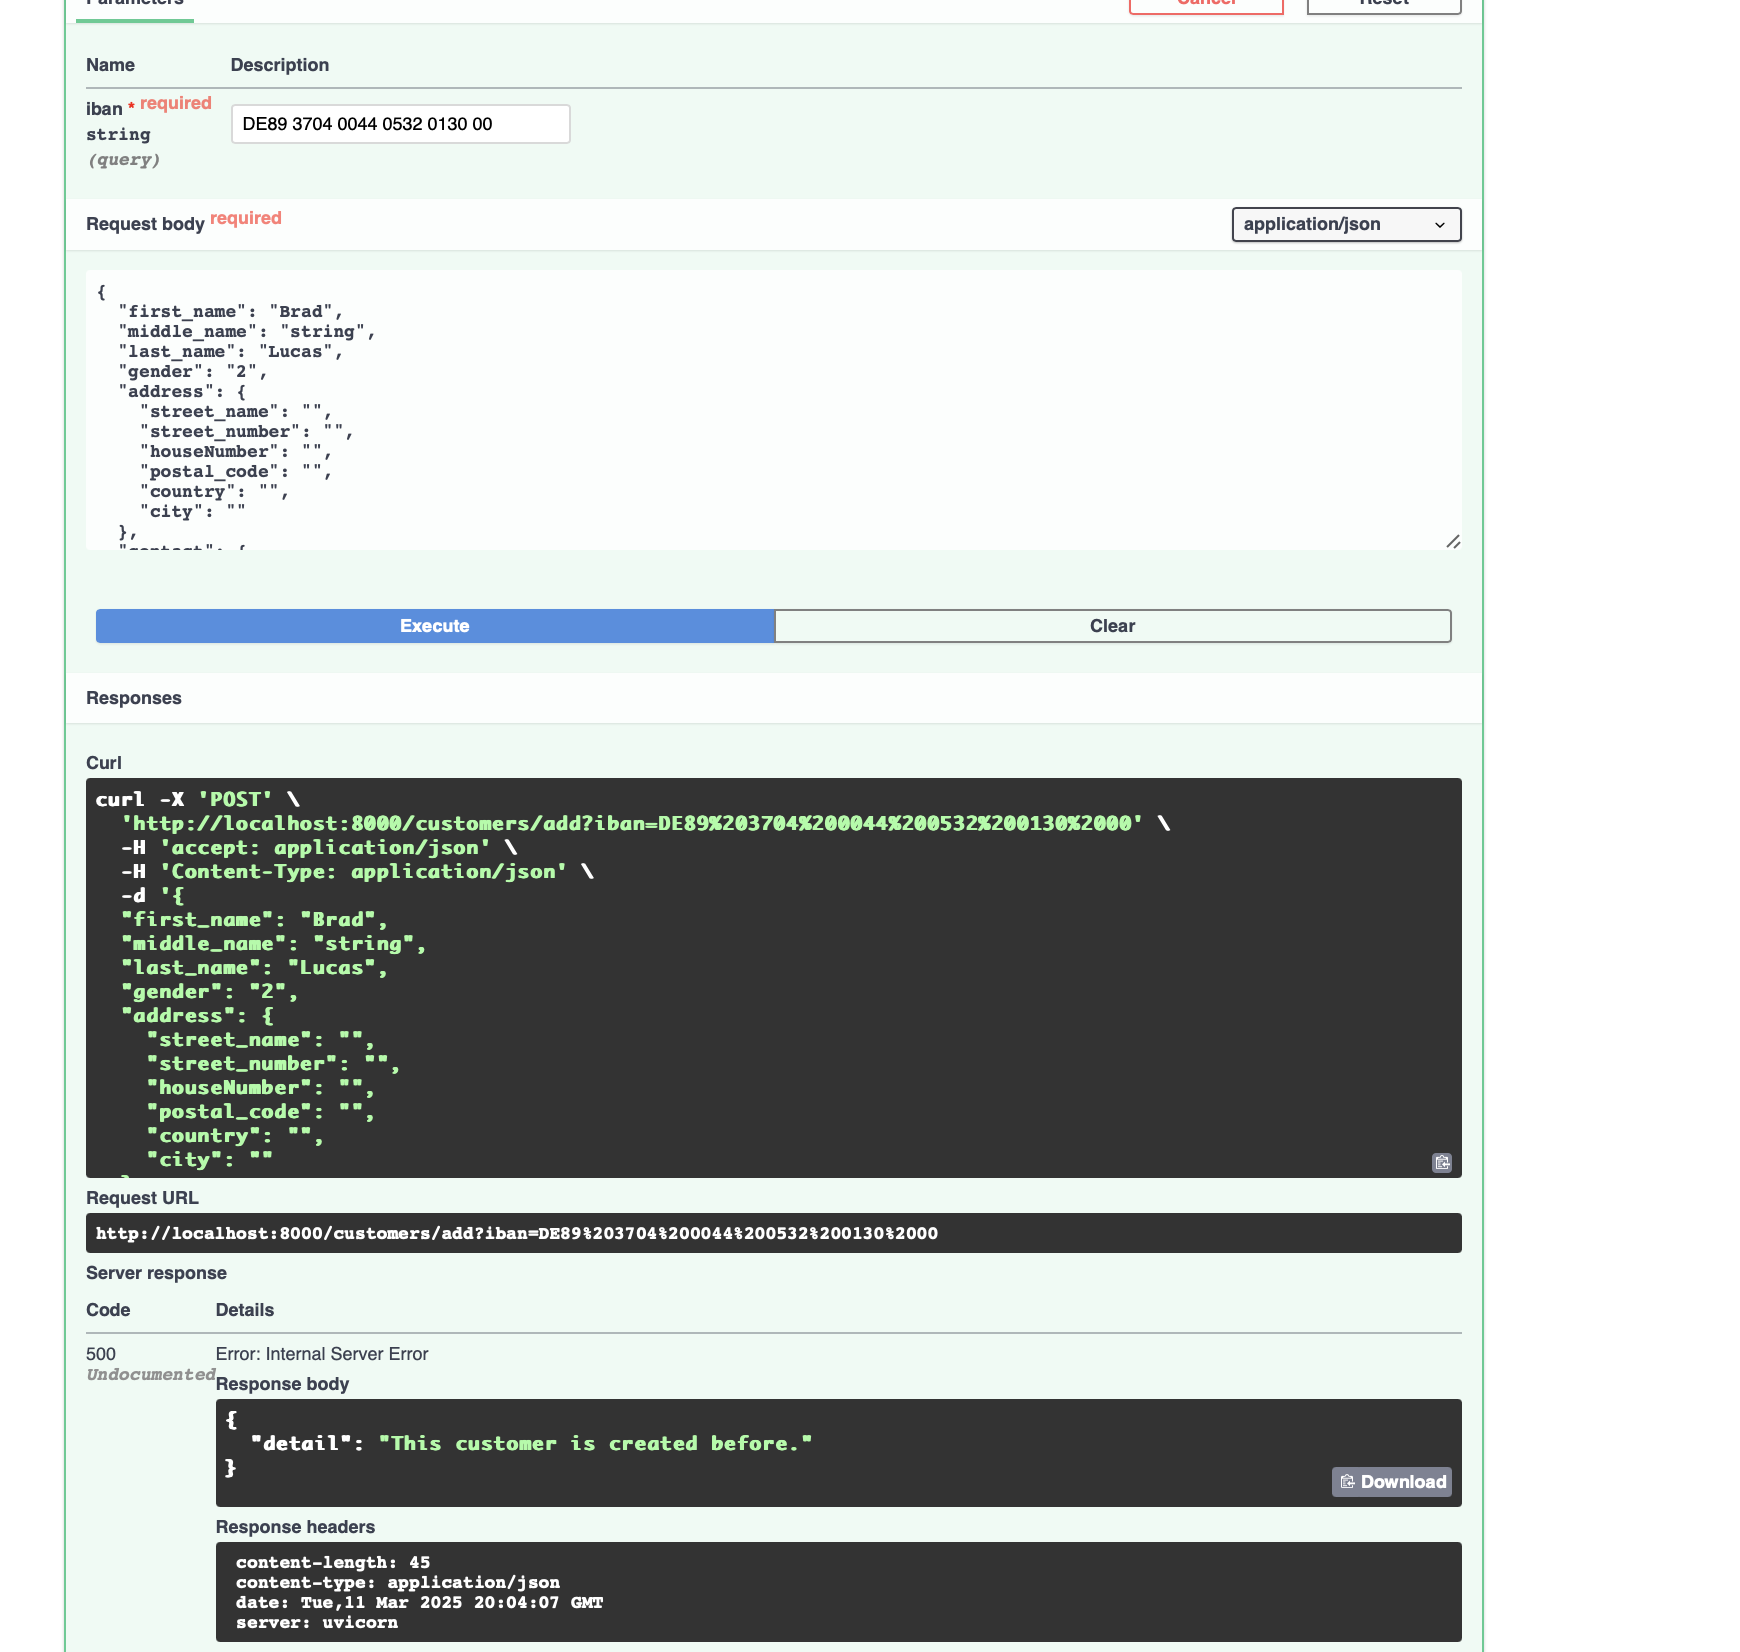 Parameters
Cancel
Reset
Name Description
iban * required
string
(query)
DE89 3704 0044 0532 0130 00
Request body required
application/json
{
  "first_name": "Brad",
  "middle_name": "string",
  "last_name": "Lucas",
  "gender": "2",
  "address": {
    "street_name": "",
    "street_number": "",
    "houseNumber": "",
    "postal_code": "",
    "country": "",
    "city": ""
  },
  "contact": {
Execute
Clear
Responses
Curl
curl -X 'POST' \
  'http://localhost:8000/customers/add?iban=DE89%203704%200044%200532%200130%2000' \
  -H 'accept: application/json' \
  -H 'Content-Type: application/json' \
  -d '{
  "first_name": "Brad",
  "middle_name": "string",
  "last_name": "Lucas",
  "gender": "2",
  "address": {
    "street_name": "",
    "street_number": "",
    "houseNumber": "",
    "postal_code": "",
    "country": "",
    "city": ""
Request URL
http://localhost:8000/customers/add?iban=DE89%203704%200044%200532%200130%2000
Server response
Code Details
500
Undocumented
Error: Internal Server Error
Response body
{
  "detail": "This customer is created before."
}
Download
Response headers
content-length: 45
content-type: application/json
date: Tue,11 Mar 2025 20:04:07 GMT
server: uvicorn